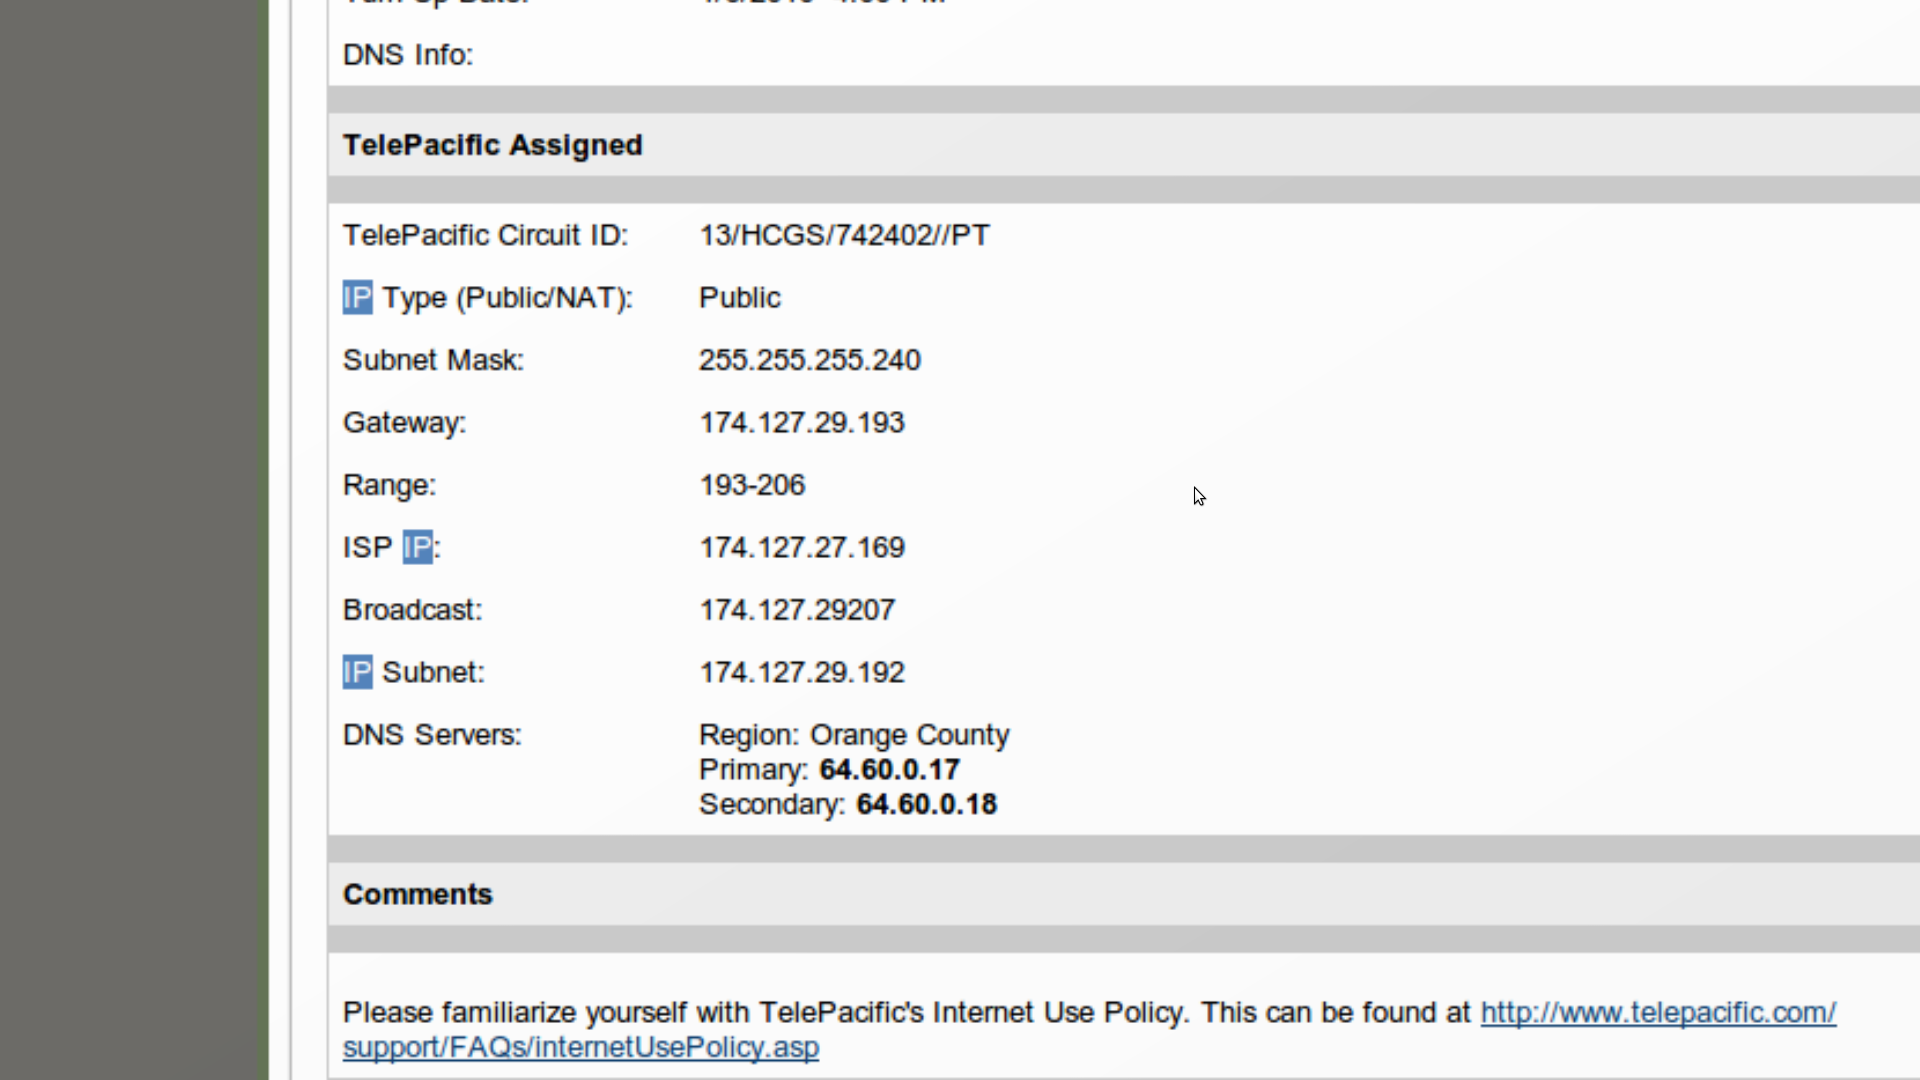 DNS Info:
TelePacific Assigned
TelePacific Circuit ID: 13/HCGS/742402//PT
IP Type (Public/NAT): Public
Subnet Mask: 255.255.255.240
Gateway: 174.127.29.193
Range: 193-206
ISP IP: 174.127.27.169
Broadcast: 174.127.29207
IP Subnet: 174.127.29.192
DNS Servers: Region: Orange County
Primary: 64.60.0.17
Secondary: 64.60.0.18
Comments
Please familiarize yourself with TelePacific's Internet Use Policy. This can be found at http://www.telepacific.com/
support/FAQs/internetUsePolicy.asp